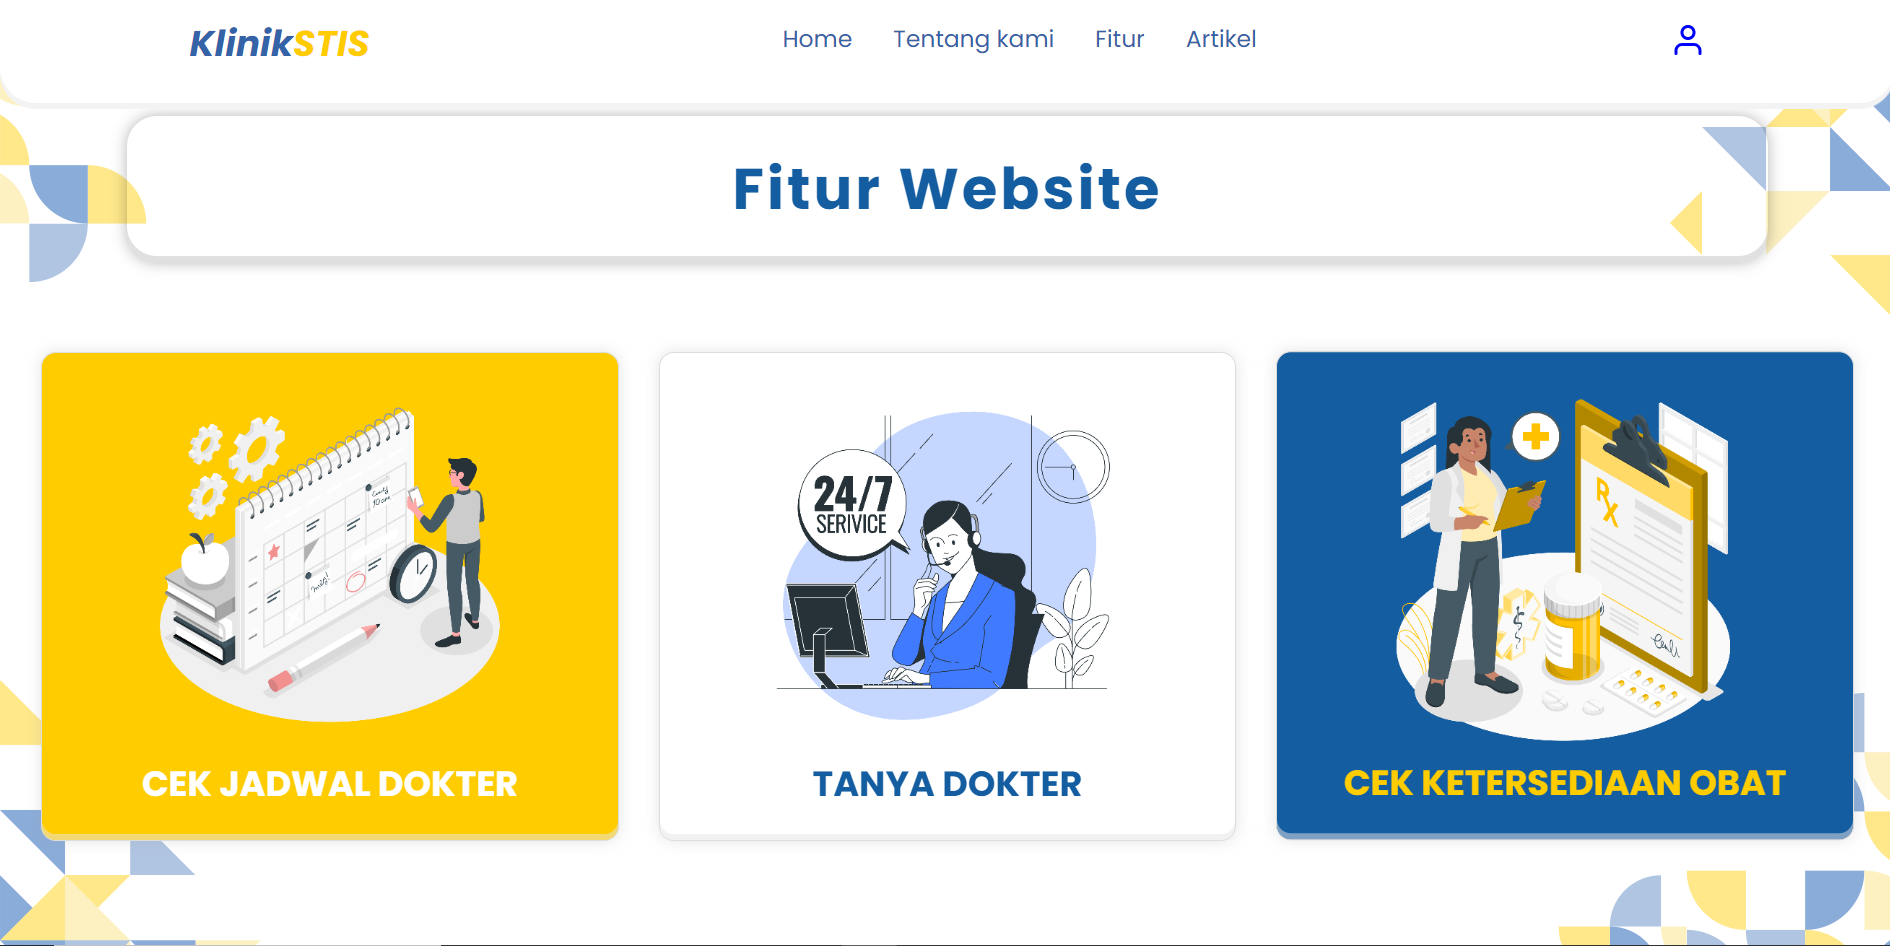 KlinikSTIS
Home Tentang kami Fitur Artikel
Fitur Website
24/7
SERIVICE
Rx
CEK JADWAL DOKTER
TANYA DOKTER
CEK KETERSEDIAAN OBAT